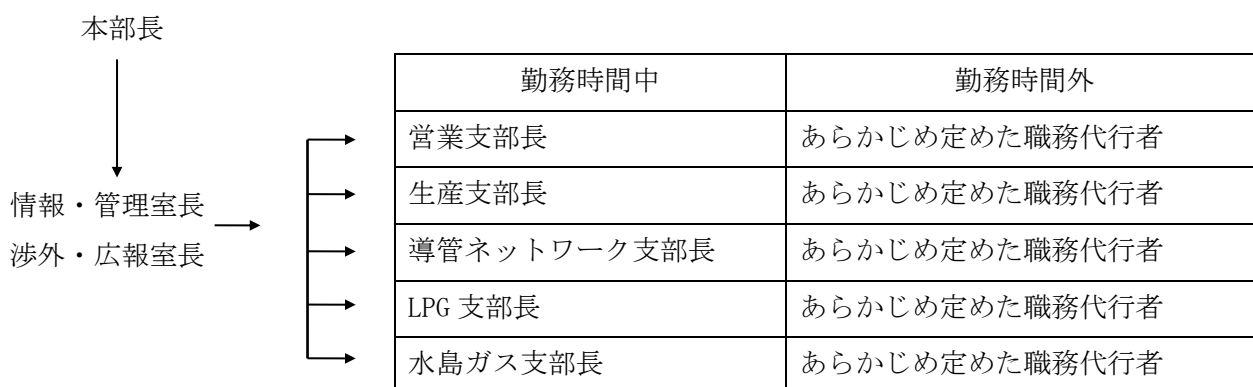 本部長
情報・管理室長
渉外・広報室長
勤務時間中 勤務時間外
営業支部長 あらかじめ定めた職務代行者
生産支部長 あらかじめ定めた職務代行者
導管ネットワーク支部長 あらかじめ定めた職務代行者
LPG 支部長 あらかじめ定めた職務代行者
水島ガス支部長 あらかじめ定めた職務代行者